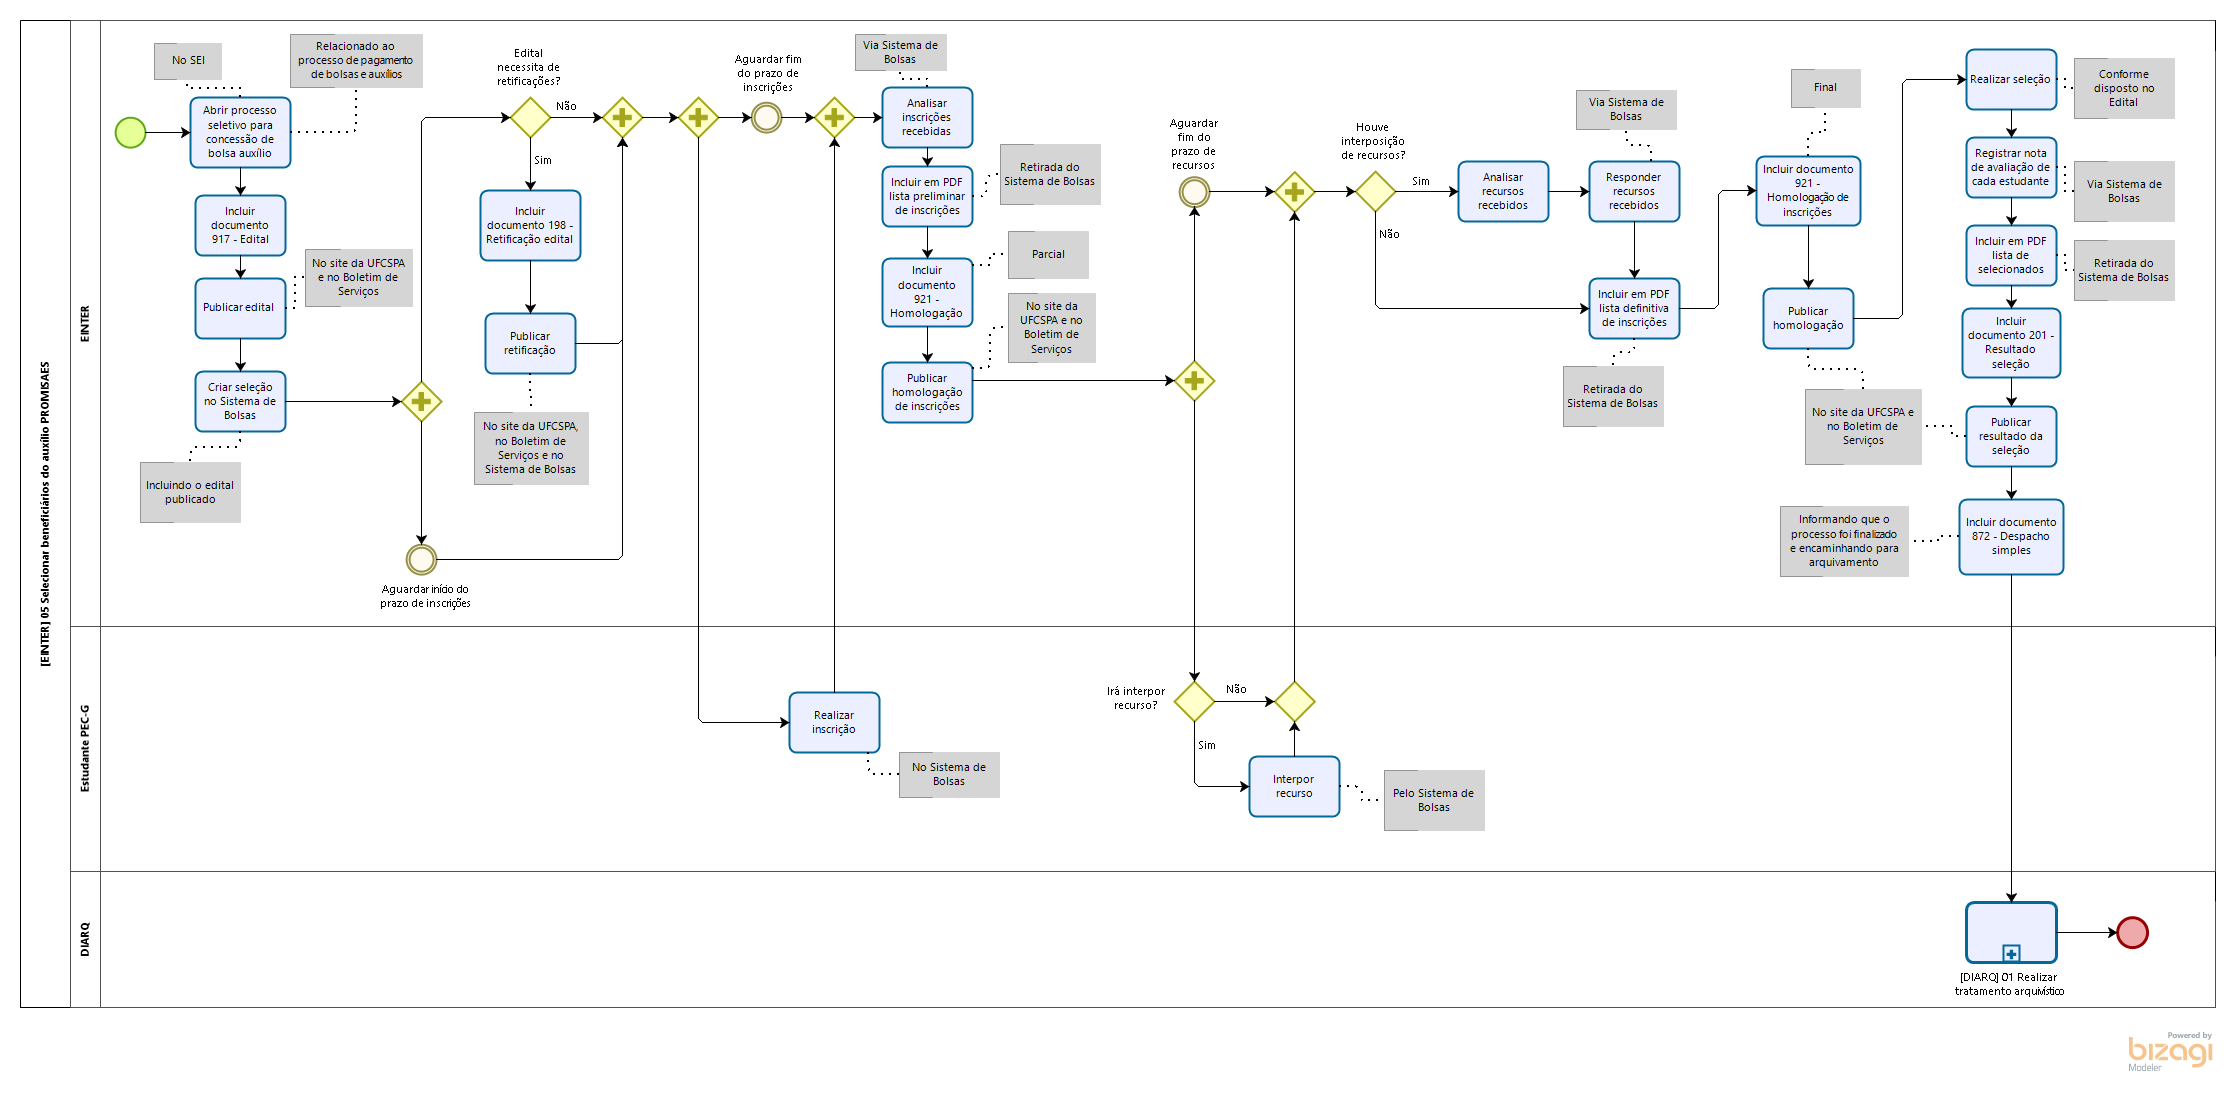 [EINTER] 05 Selecionar beneficiários do auxílio PROMISAES
EINTER
No SEI
Relacionado ao
processo de pagamento
de bolsas e auxílios
Abrir processo
seletivo para
concessão de
bolsa auxílio
Incluir
documento
917 - Edital
Publicar edital
No site da UFCSPA
e no Boletim de
Serviços
Criar seleção
no Sistema de
Bolsas
Incluindo o edital
publicado
Aguardar início do
prazo de inscrições
Edital
necessita de
retificações?
Não
Sim
Incluir
documento 198 -
Retificação edital
Publicar
retificação
No site da UFCSPA,
no Boletim de
Serviços e no
Sistema de Bolsas
Aguardar fim
do prazo de
inscrições
Via Sistema de
Bolsas
Analisar
inscrições
recebidas
Incluir em PDF
lista preliminar
de inscrições
Retirada do
Sistema de Bolsas
Incluir
documento
921 -
Homologação
Parcial
Publicar
homologação
de inscrições
No site da
UFCSPA e no
Boletim de
Serviços
Aguardar
fim do
prazo de
recursos
Houve
interposição
de recursos?
Sim
Não
Analisar
recursos
recebidos
Via Sistema de
Bolsas
Responder
recursos
recebidos
Incluir em PDF
lista definitiva
de inscrições
Retirada do
Sistema de Bolsas
Final
Incluir documento
921 -
Homologação de
inscrições
Publicar
homologação
No site da UFCSPA e
no Boletim de
Serviços
Realizar seleção
Conforme
disposto no
Edital
Registrar nota
de avaliação de
cada estudante
Via Sistema de
Bolsas
Incluir em PDF
lista de
selecionados
Retirada do
Sistema de Bolsas
Incluir
documento 201 -
Resultado
seleção
Publicar
resultado da
seleção
Incluir documento
872 - Despacho
simples
Informando que o
processo foi finalizado
e encaminhando para
arquivamento
Estudante PEC-G
Realizar
inscrição
No Sistema de
Bolsas
Irá interpor
recurso?
Não
Sim
Interpor
recurso
Pelo Sistema de
Bolsas
DIARQ
[DIARQ] 01 Realizar
tratamento arquivístico
Powered by
bizagi
Modeler